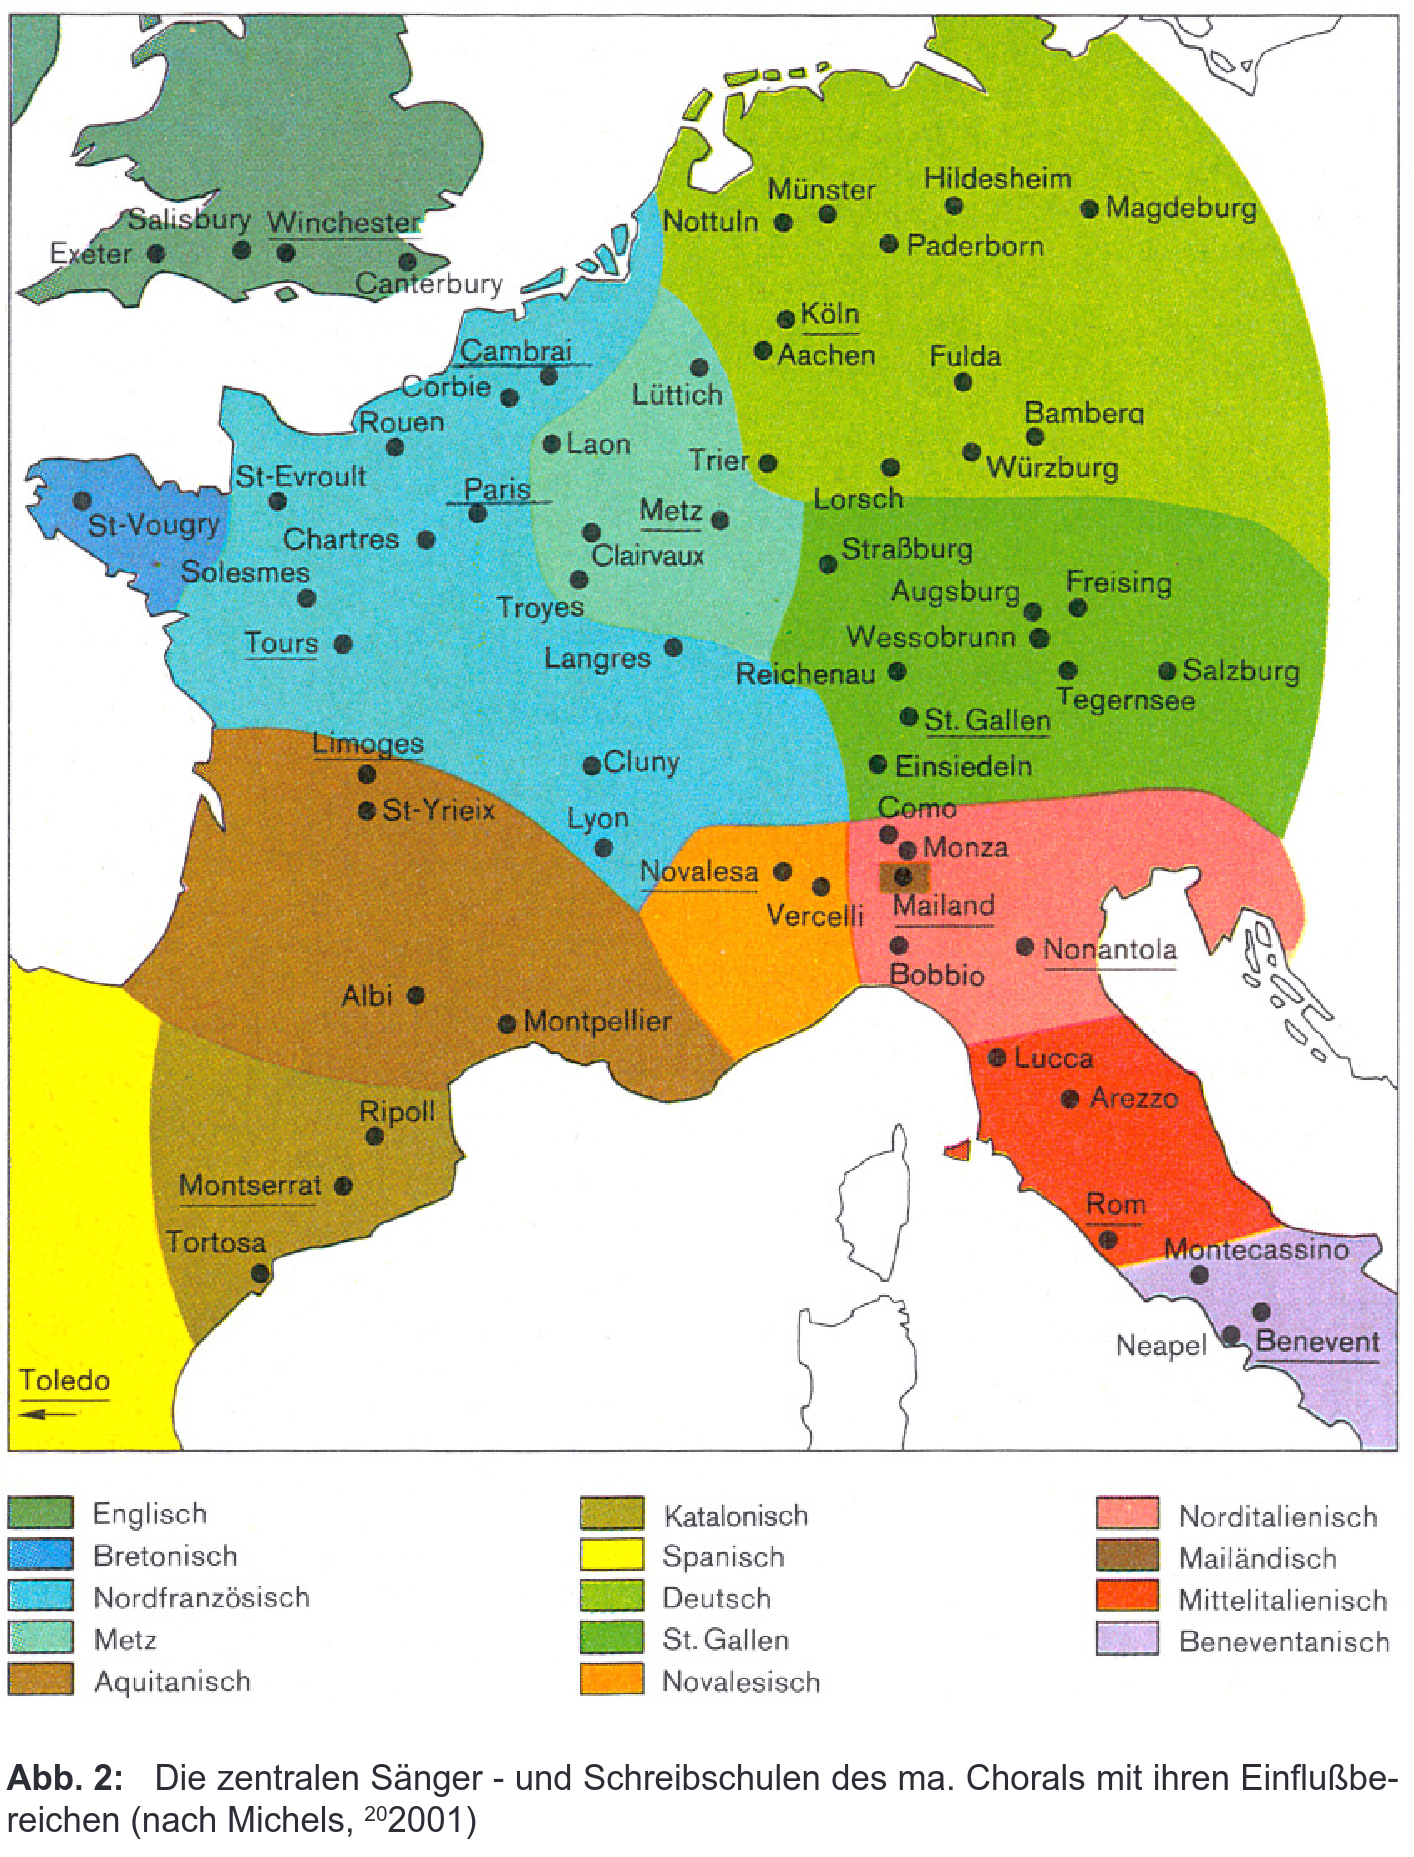 Münster
Hildesheim
Nottuln
Magdeburg
Salisbury
Winchester
Exeter
Paderborn
Canterbury
Köln
Cambrai
Aachen
Fulda
Corbie
Lüttich
Rouen
Bamberg
Laon
Trier
Würzburg
St-Evroult
Paris
Lorsch
Metz
St-Vougry
Chartres
Clairvaux
Straßburg
Solesmes
Augsburg
Freising
Troyes
Tours
Wessobrunn
Langres
Reichenau
Salzburg
Tegernsee
St. Gallen
Limoges
Cluny
Einsiedeln
St-Yrieix
Lyon
Como
Monza
Novalesa
Vercelli
Mailand
Nonantola
Bobbio
Albi
Montpellier
Lucca
Arezzo
Ripoll
Montserrat
Rom
Tortosa
Montecassino
Neapel
Benevent
Toledo
Englisch
Bretonisch
Nordfranzösisch
Metz
Aquitanisch
Katalonisch
Spanisch
Deutsch
St. Gallen
Novalesisch
Norditalienisch
Mailändisch
Mittelitalienisch
Beneventanisch
Abb. 2: Die zentralen Sänger - und Schreibschulen des ma. Chorals mit ihren Einflußbe-
reichen (nach Michels, ²⁰2001)